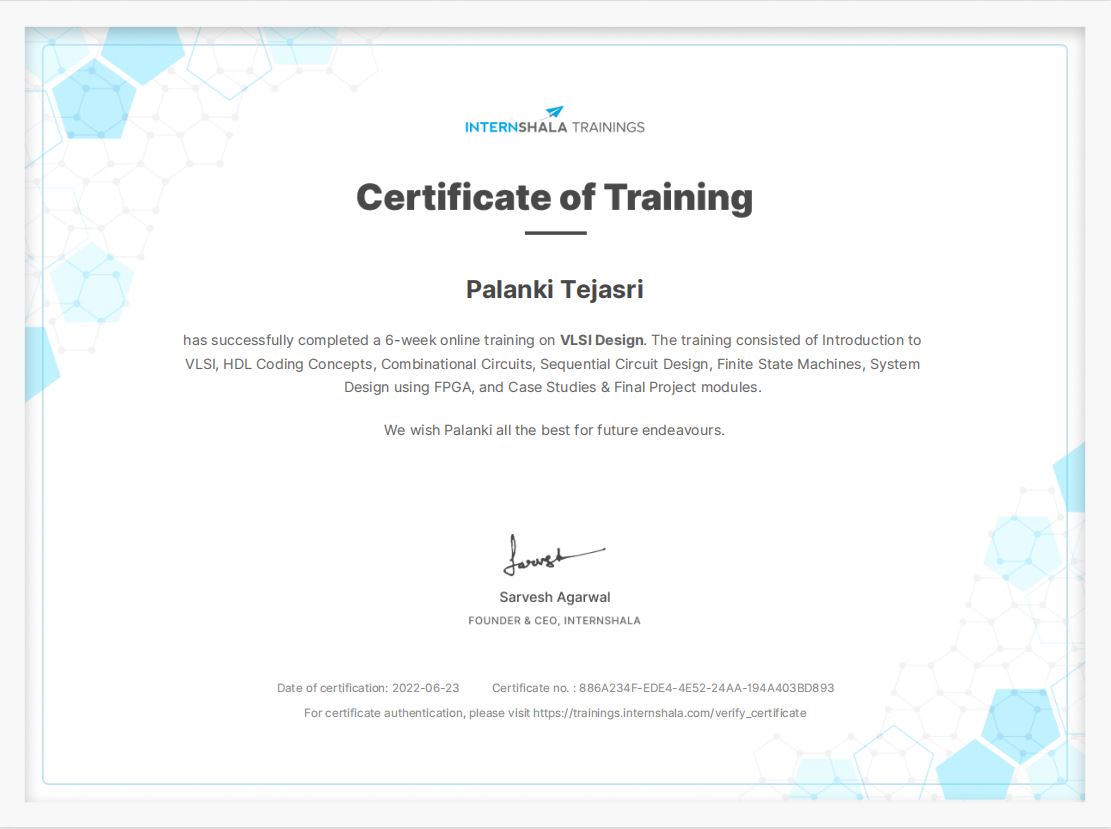 INTERNSHALA TRAININGS
Certificate of Training
Palanki Tejasri
has successfully completed a 6-week online training on VLSI Design. The training consisted of Introduction to
VLSI, HDL Coding Concepts, Combinational Circuits, Sequential Circuit Design, Finite State Machines, System
Design using FPGA, and Case Studies & Final Project modules.
We wish Palanki all the best for future endeavours.
Sarvesh
Sarvesh Agarwal
FOUNDER & CEO, INTERNSHALA
Date of certification: 2022-06-23 Certificate no. : 886A234F-EDE4-4E52-24AA-194A403BD893
For certificate authentication, please visit https://trainings.internshala.com/verify_certificate